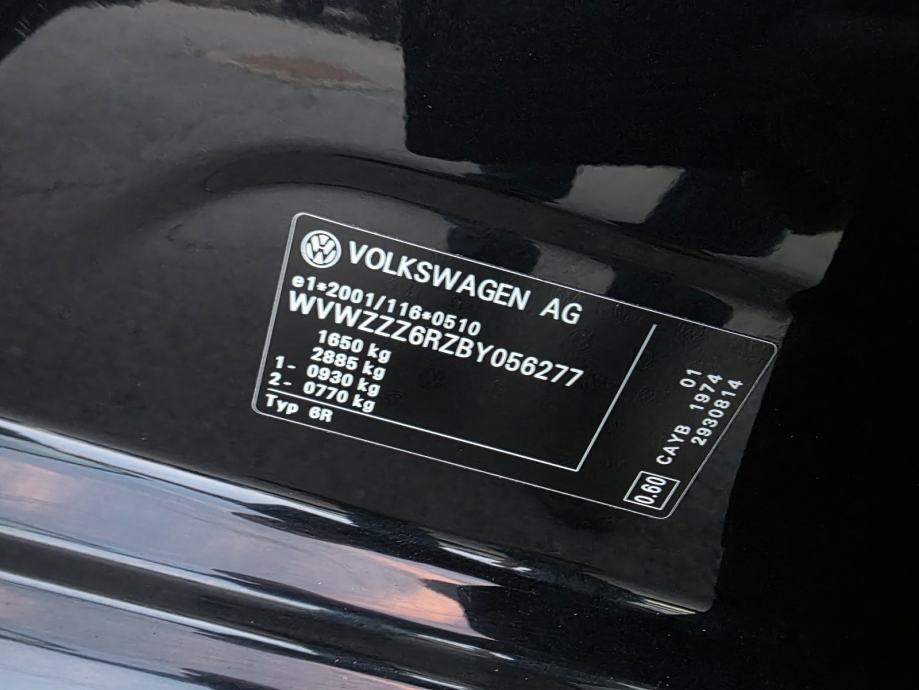 VOLKSWAGEN AG
e1*2001/116*0510
WVWZZZ6RZBY056277
1650 kg
2885 kg
1- 0930 kg
2- 0770 kg
Typ 6R
01
CAYB 1974
2930814
0.60